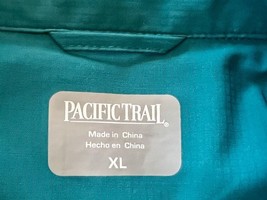 PACIFIC TRAIL®
Made in China
Hecho en China
XL